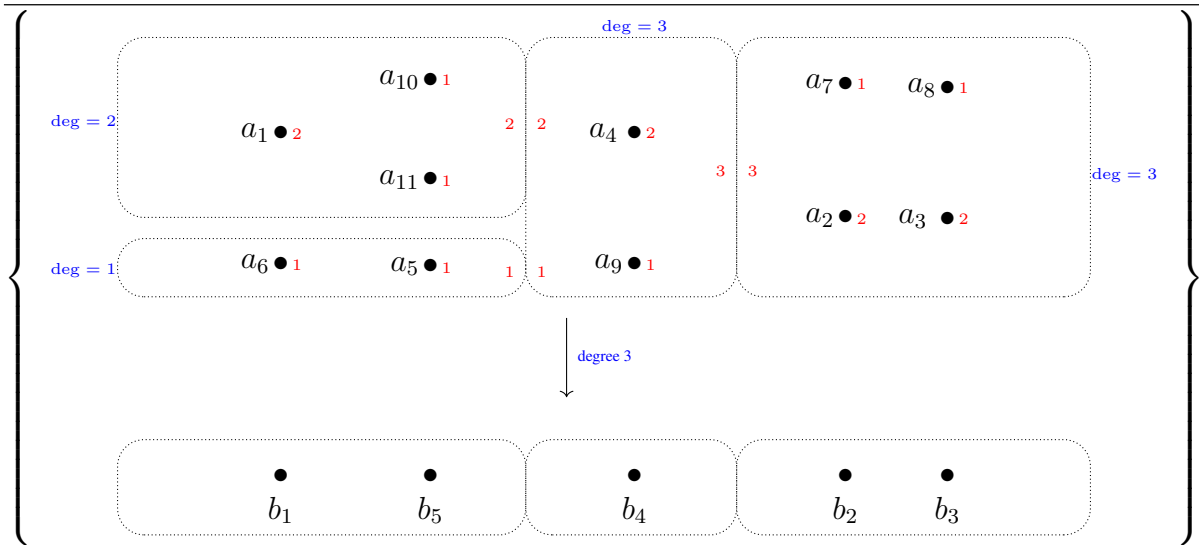 deg = 3
a₁₀ 1
a₇ 1 a₈ 1
deg = 2 a₁ 2 2 2 a₄ 2
3 3 deg = 3
a₁₁ 1
a₂ 2 a₃ 2
deg = 1 a₆ 1 a₅ 1 1 1 a₉ 1
degree 3
b₁ b₅ b₄ b₂ b₃